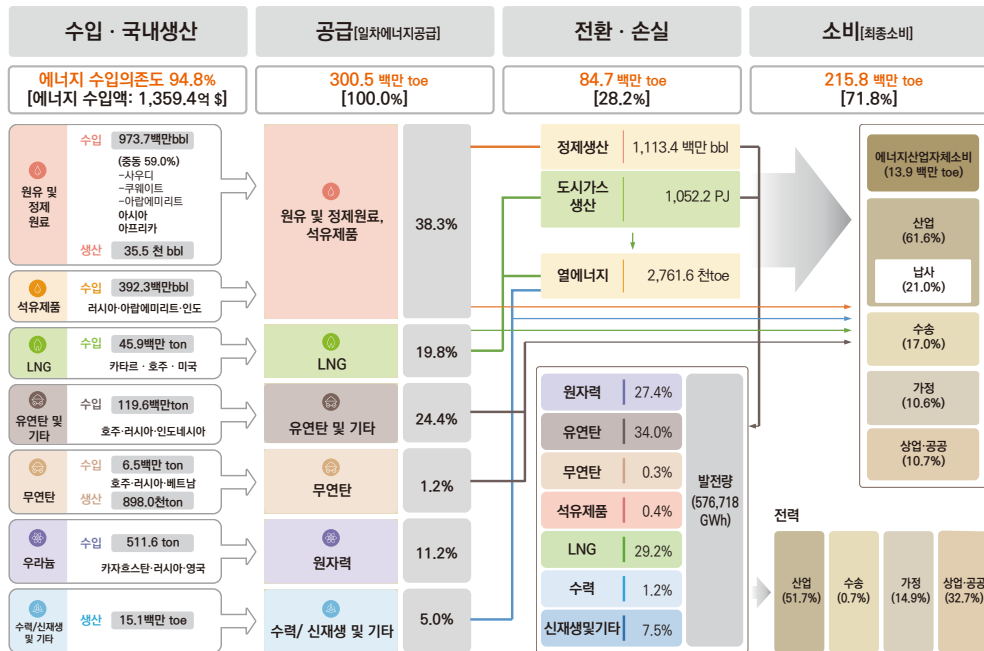 수입 · 국내생산
공급[일차에너지공급]
전환 · 손실
소비[최종소비]
에너지 수입의존도 94.8%
[에너지 수입액: 1,359.4억 $]
300.5 백만 toe
[100.0%]
84.7 백만 toe
[28.2%]
215.8 백만 toe
[71.8%]
원유 및
정제
원료
수입 973.7백만bbl
(중동 59.0%)
-사우디
-쿠웨이트
-아랍에미리트
아시아
아프리카
생산 35.5 천 bbl
석유제품
수입 392.3백만bbl
러시아·아랍에미리트·인도
LNG
수입 45.9백만 ton
카타르 · 호주 · 미국
유연탄 및
기타
수입 119.6백만ton
호주·러시아·인도네시아
무연탄
수입 6.5백만 ton
호주·러시아·베트남
생산 898.0천ton
우라늄
수입 511.6 ton
카자흐스탄·러시아·영국
수력/신재생
및 기타
생산 15.1백만 toe
원유 및 정제원료,
석유제품
38.3%
LNG
19.8%
유연탄 및 기타
24.4%
무연탄
1.2%
원자력
11.2%
수력/ 신재생 및 기타
5.0%
정제생산 1,113.4 백만 bbl
도시가스
생산
1,052.2 PJ
열에너지 2,761.6 천toe
원자력 27.4%
유연탄 34.0%
무연탄 0.3%
석유제품 0.4%
LNG 29.2%
수력 1.2%
신재생및기타 7.5%
발전량
(576,718
GWh)
에너지산업자체소비
(13.9 백만 toe)
산업
(61.6%)
납사
(21.0%)
수송
(17.0%)
가정
(10.6%)
상업·공공
(10.7%)
전력
산업
(51.7%)
수송
(0.7%)
가정
(14.9%)
상업·공공
(32.7%)